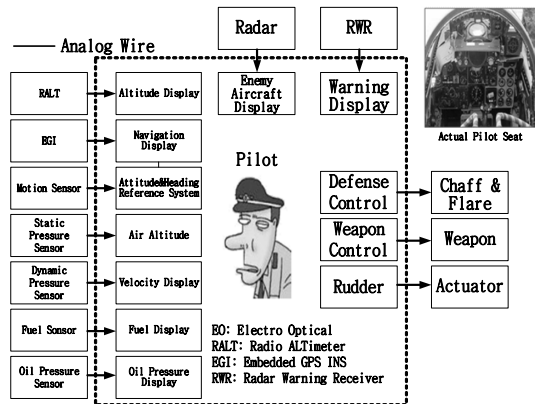 Analog Wire
Radar
RWR
RALT
Altitude Display
Enemy
Aircraft
Display
Warning
Display
Actual Pilot Seat
EGI
Navigation
Display
Motion Sensor
Attitude&Heading
Reference System
Pilot
Defense
Control
Chaff &
Flare
Static
Pressure
Sensor
Air Altitude
Weapon
Control
Weapon
Dynamic
Pressure
Sensor
Velocity Display
Rudder
Actuator
Fuel Sonsor
Fuel Display
Oil Pressure
Sensor
Oil Pressure
Display
EO: Electro Optical
RALT: Radio ALTimeter
EGI: Embedded GPS INS
RWR: Radar Warning Receiver